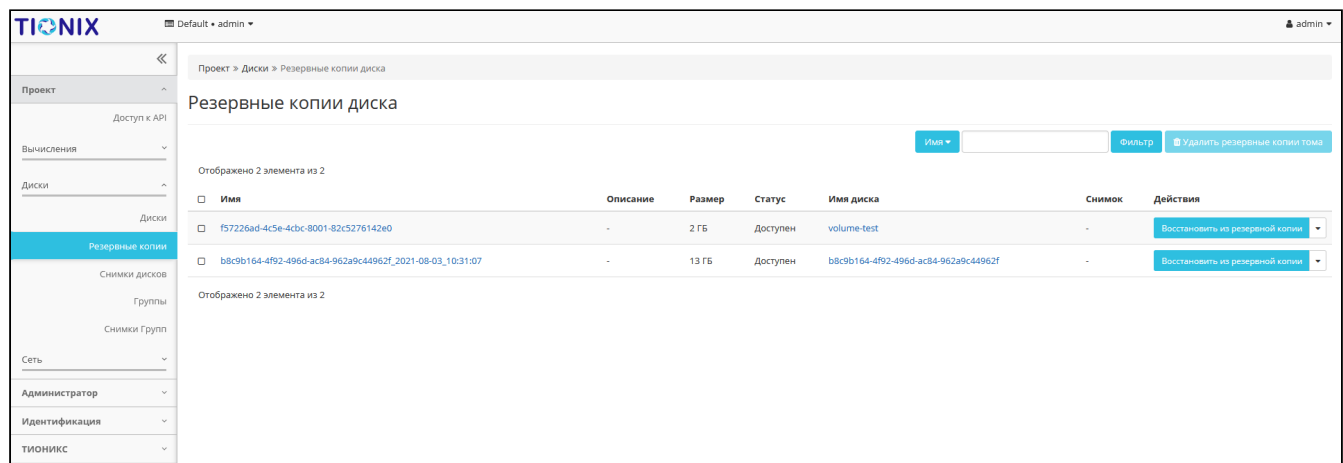 TIONIX
Default • admin
admin
Проект
Доступ к API
Вычисления
Диски
Диски
Резервные копии
Снимки дисков
Группы
Снимки Групп
Сеть
Администратор
Идентификация
ТИОНИКС
Проект » Диски » Резервные копии диска
Резервные копии диска
Имя Фильтр Удалить резервные копии тома
Отображено 2 элемента из 2
Имя Описание Размер Статус Имя диска Снимок Действия
f57226ad-4c5e-4cbc-8001-82c5276142e0 - 2 ГБ Доступен volume-test - Восстановить из резервной копии
b8c9b164-4f92-496d-ac84-962a9c44962f_2021-08-03_10:31:07 - 13 ГБ Доступен b8c9b164-4f92-496d-ac84-962a9c44962f - Восстановить из резервной копии
Отображено 2 элемента из 2